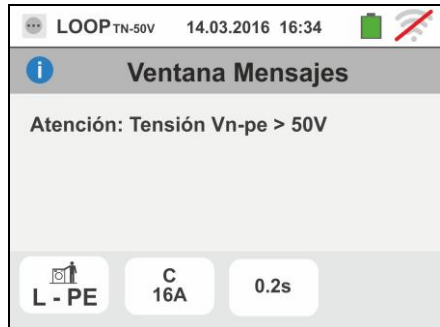 LOOP TN-50V 14.03.2016 16:34
i Ventana Mensajes
Atención: Tensión Vn-pe > 50V
L - PE
C
16A
0.2s